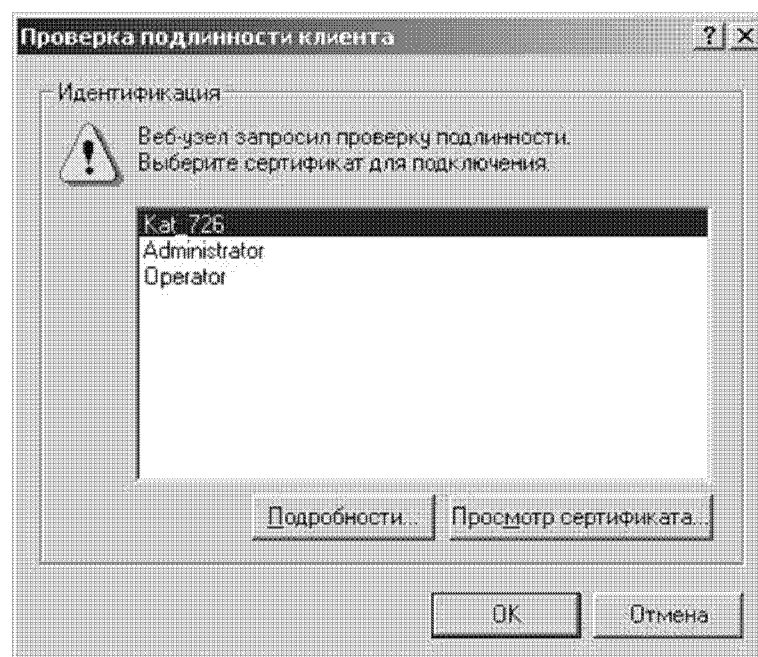 Проверка подлинности клиента
Идентификация
Веб-узел запросил проверку подлинности.
Выберите сертификат для подключения.
Kat_726
Administrator
Operator
Подробности... Просмотр сертификата...
OK Отмена